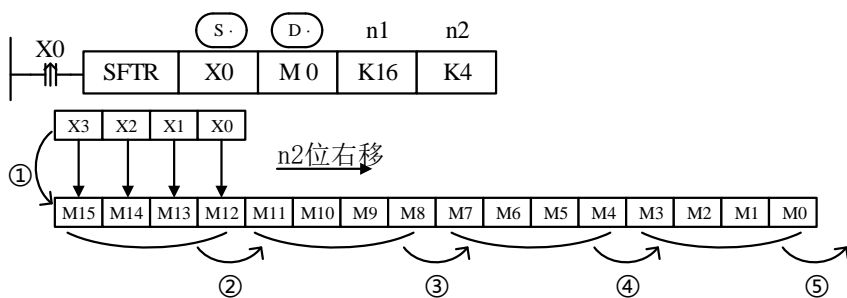 S· D· n1 n2
X0
SFTR X0 M 0 K16 K4
X3 X2 X1 X0
① n2位右移
M15 M14 M13 M12 M11 M10 M9 M8 M7 M6 M5 M4 M3 M2 M1 M0
② ③ ④ ⑤